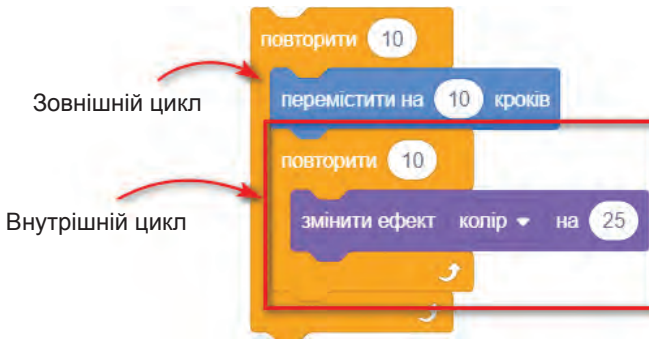 повторити 10
Зовнішній цикл
перемістити на 10 кроків
повторити 10
Внутрішній цикл
змінити ефект колір на 25